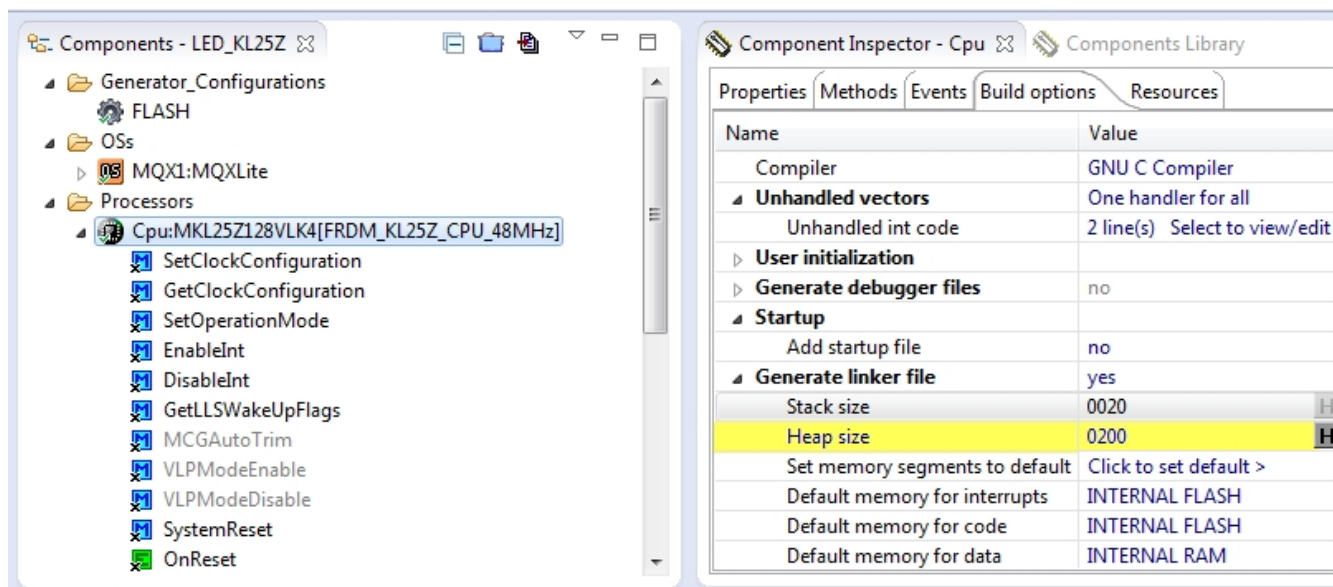 Components - LED_KL25Z
Generator_Configurations
FLASH
OSs
MQX1:MQXLite
Processors
Cpu:MKL25Z128VLK4[FRDM_KL25Z_CPU_48MHz]
SetClockConfiguration
GetClockConfiguration
SetOperationMode
EnableInt
DisableInt
GetLLSWakeUpFlags
MCGAutoTrim
VLPModeEnable
VLPModeDisable
SystemReset
OnReset
Component Inspector - Cpu Components Library
Properties Methods Events Build options Resources
Name Value
Compiler GNU C Compiler
Unhandled vectors One handler for all
Unhandled int code 2 line(s) Select to view/edit
User initialization
Generate debugger files no
Startup
Add startup file no
Generate linker file yes
Stack size 0020 H
Heap size 0200 H
Set memory segments to default Click to set default >
Default memory for interrupts INTERNAL FLASH
Default memory for code INTERNAL FLASH
Default memory for data INTERNAL RAM